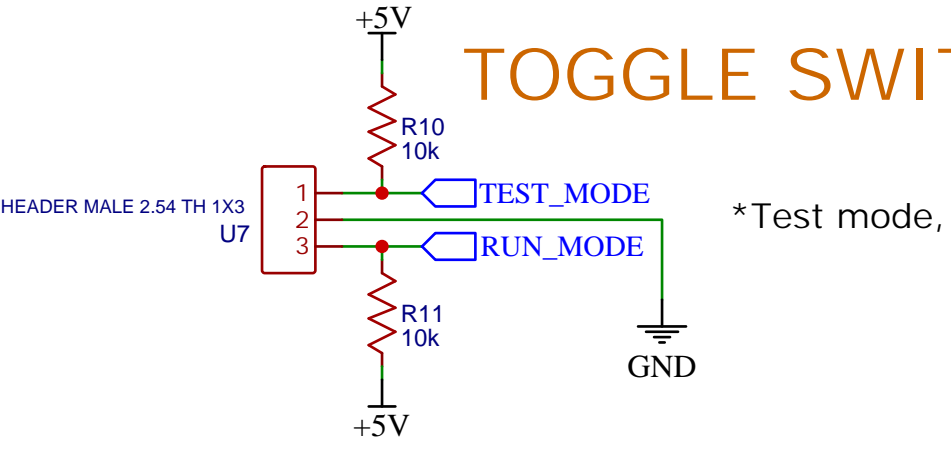 +5V
TOGGLE SWI
R10
10k
1
TEST_MODE
HEADER MALE 2.54 TH 1X3
2
*Test mode,
U7
3
RUN_MODE
R11
10k
GND
+5V